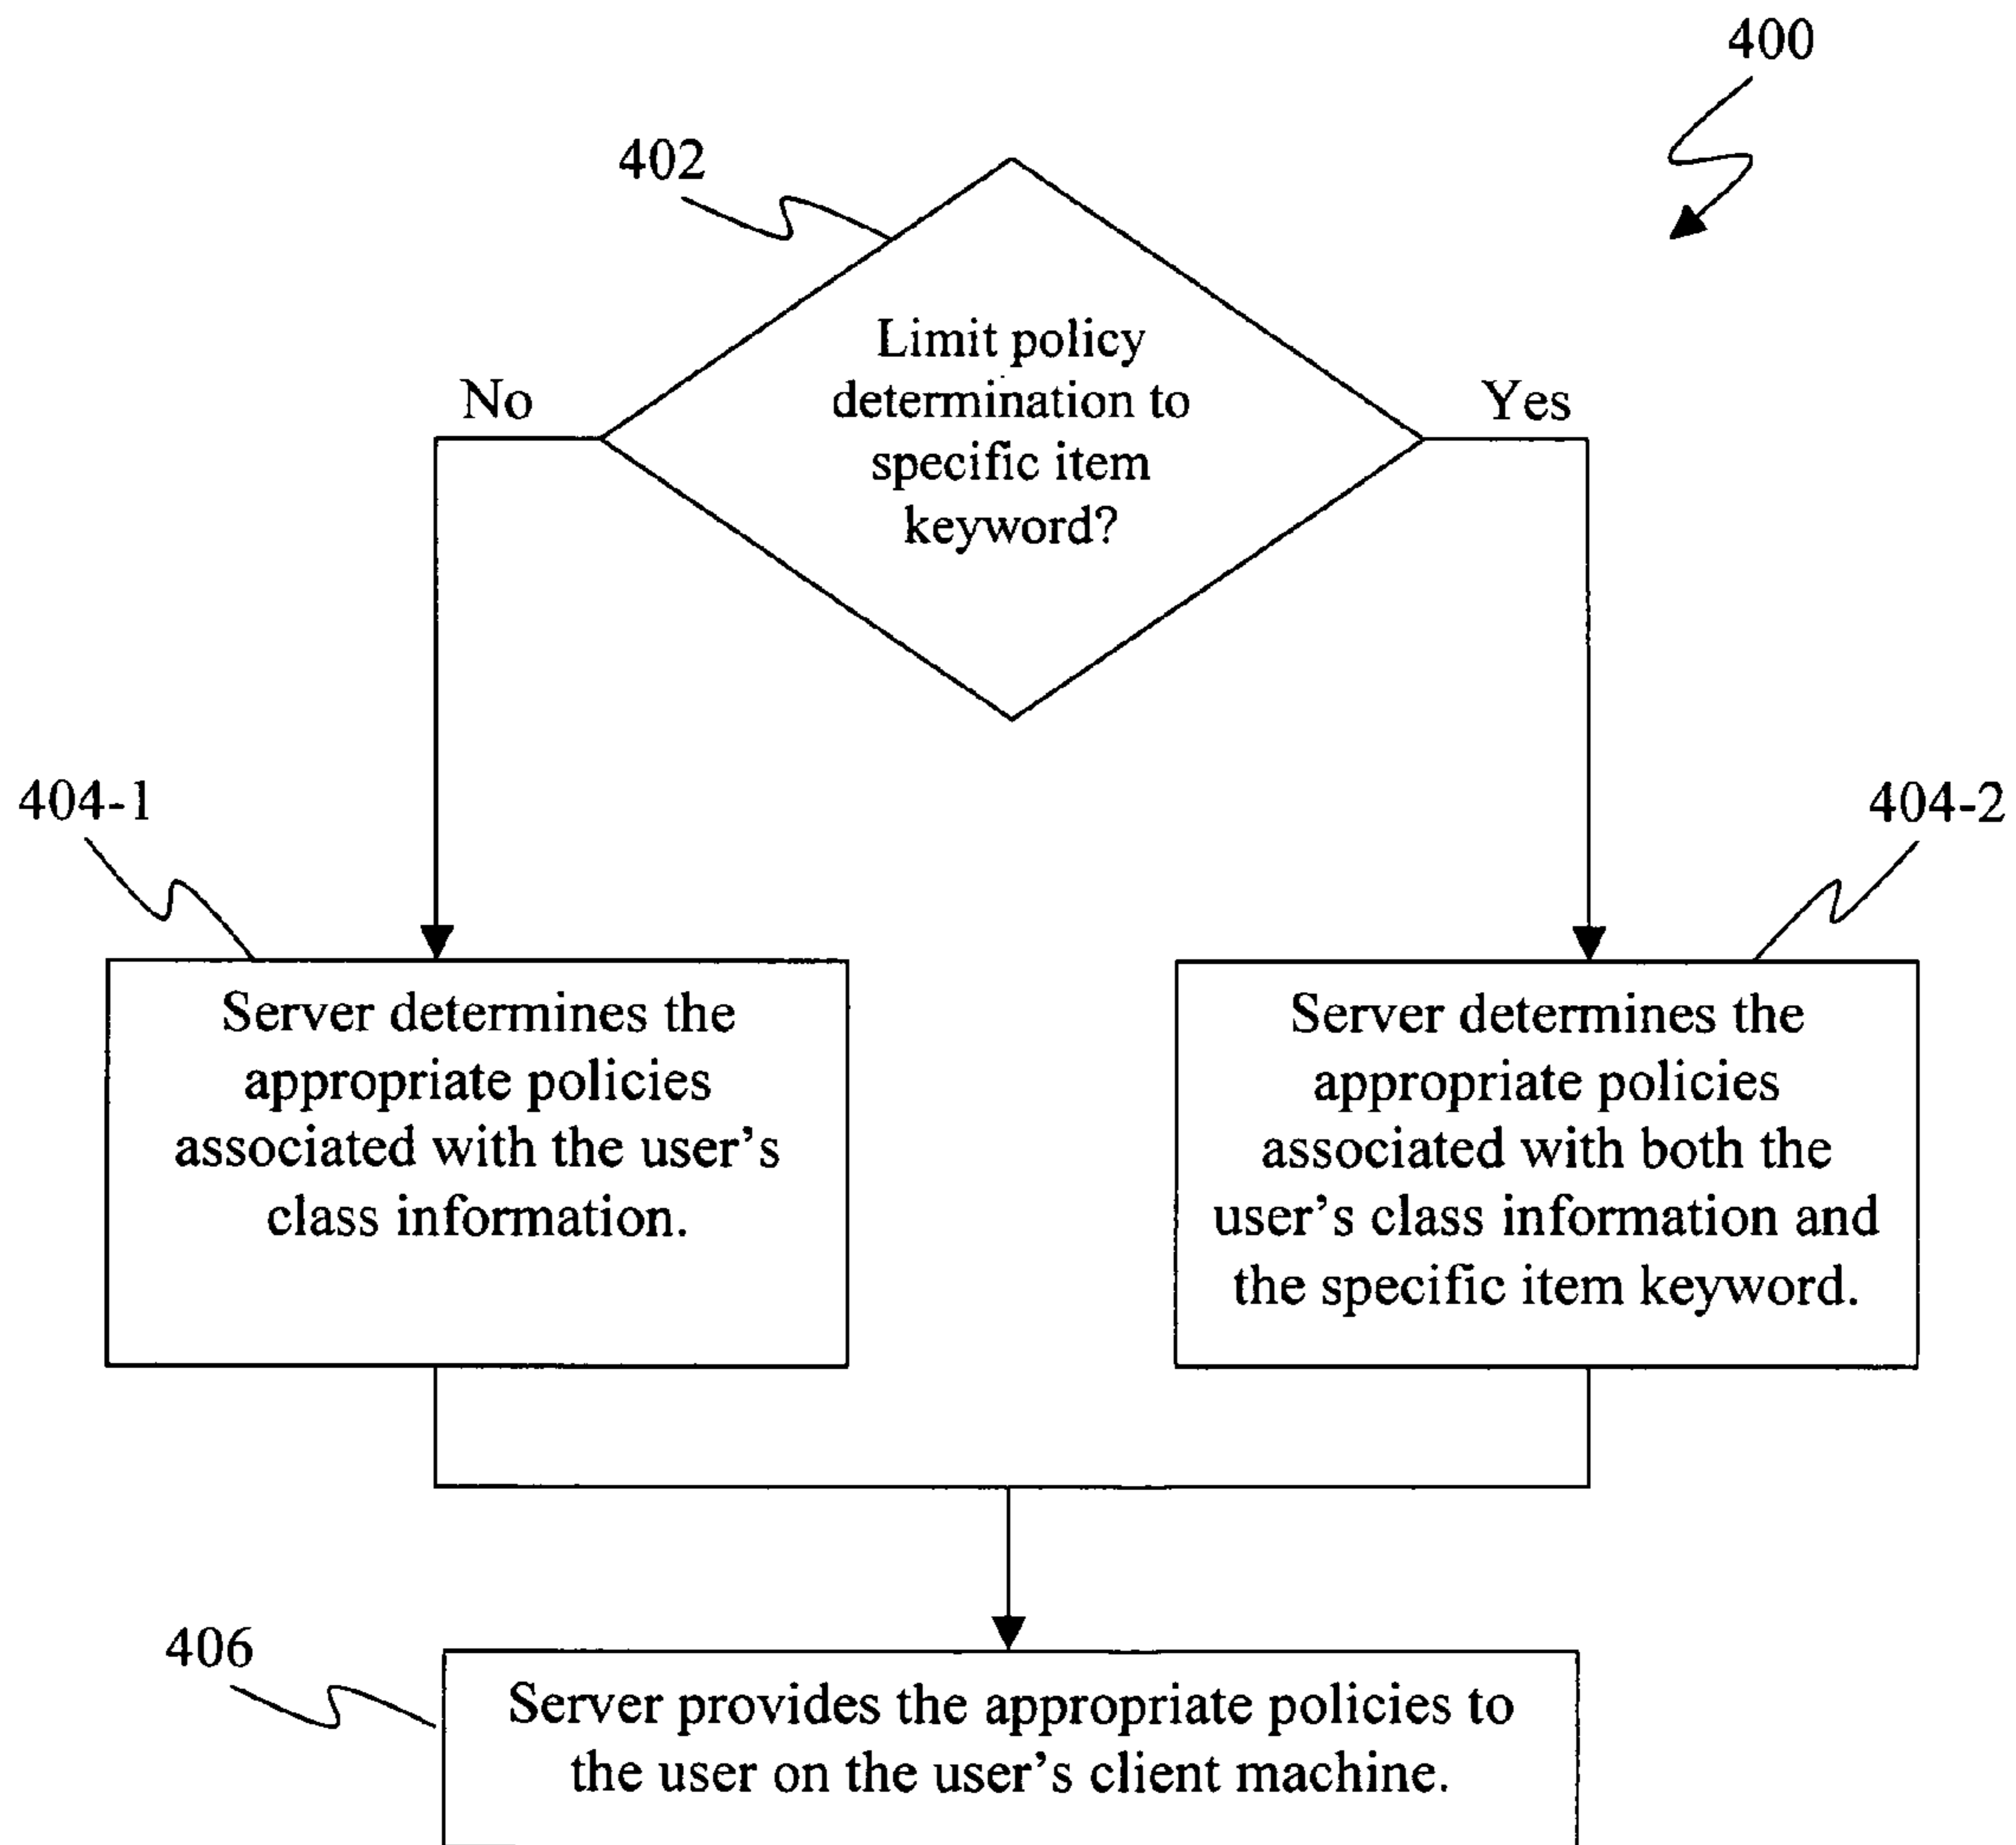 400
402
Limit policy
determination to
specific item
keyword?
No
Yes
404-1
404-2
Server determines the
appropriate policies
associated with the user’s
class information.
Server determines the
appropriate policies
associated with both the
user’s class information and
the specific item keyword.
406
Server provides the appropriate policies to
the user on the user’s client machine.